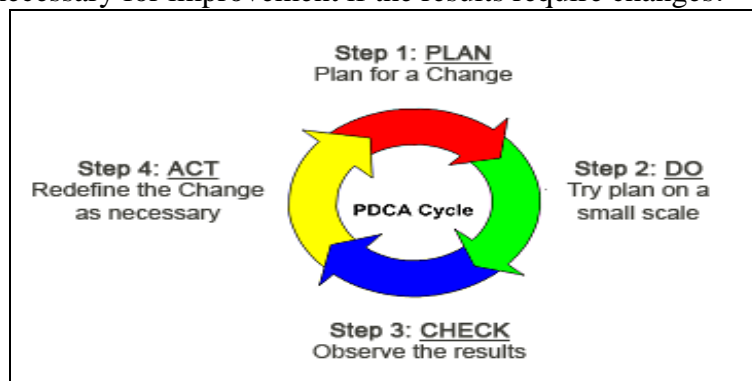 necessary for improvement if the results require changes.
Step 1: PLAN
Plan for a Change
Step 4: ACT
Redefine the Change
as necessary
PDCA Cycle
Step 2: DO
Try plan on a
small scale
Step 3: CHECK
Observe the results